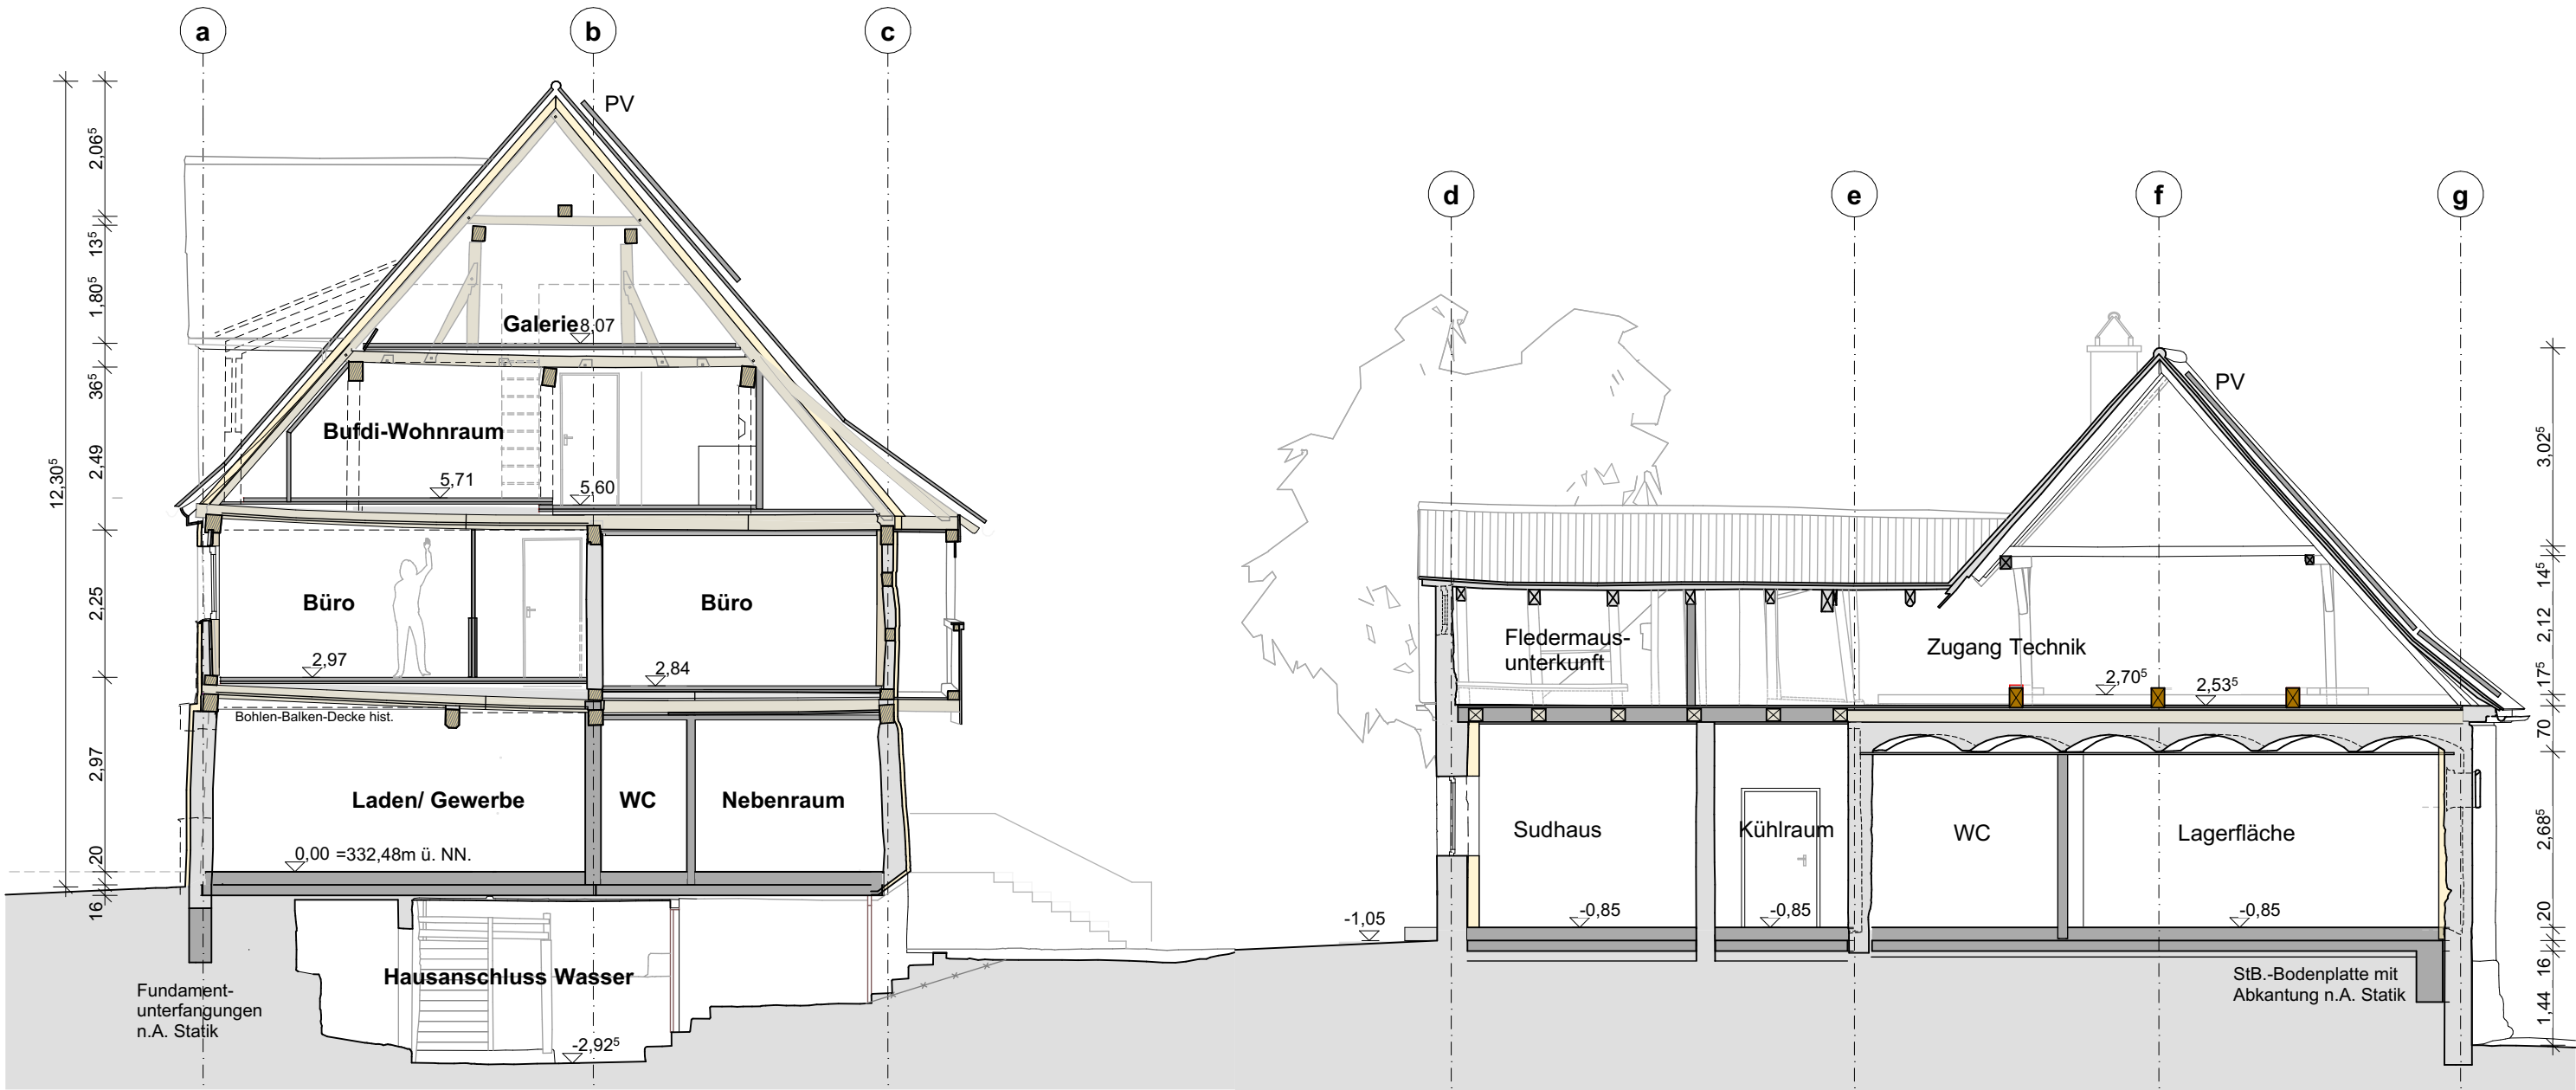 a
b
c
PV
2,06⁵
13⁵
1,80⁵
36⁵
2,49
12,30⁵
2,25
2,97
20
16
Galerie 8,07
Bufdi-Wohnraum
5,71
5,60
Büro
Büro
2,97
2,84
Bohlen-Balken-Decke hist.
Laden/ Gewerbe
WC
Nebenraum
0,00 =332,48m ü. NN.
Hausanschluss Wasser
Fundament-
unterfangungen
n.A. Statik
-2,92⁵
d
e
f
g
PV
Fledermaus-
unterkunft
Zugang Technik
2,70⁵
2,53⁵
Sudhaus
Kühlraum
WC
Lagerfläche
-1,05
-0,85
-0,85
-0,85
StB.-Bodenplatte mit
Abkantung n.A. Statik
3,02⁵
14⁵
2,12
17⁵
70
2,68⁵
20
16
1,44